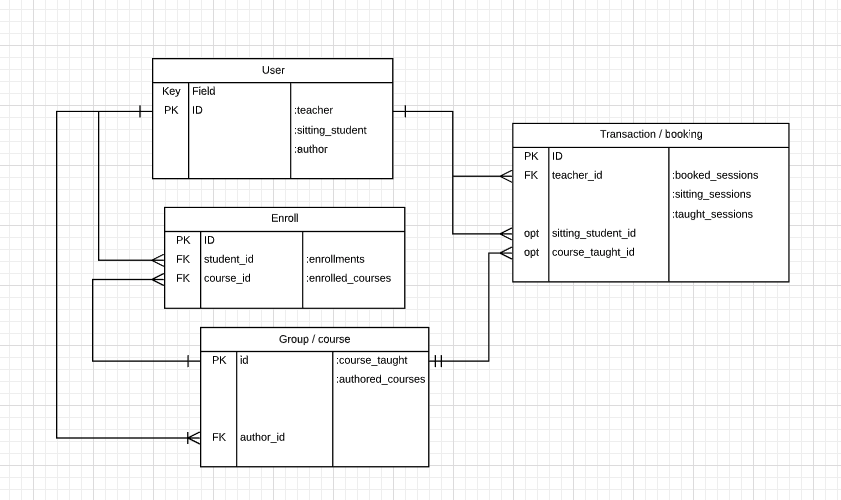 User
Key Field
PK ID :teacher
:sitting_student
:author
Transaction / booking
PK ID
FK teacher_id :booked_sessions
:sitting_sessions
:taught_sessions
opt sitting_student_id
opt course_taught_id
Enroll
PK ID
FK student_id :enrollments
FK course_id :enrolled_courses
Group / course
PK id :course_taught
:authored_courses
FK author_id